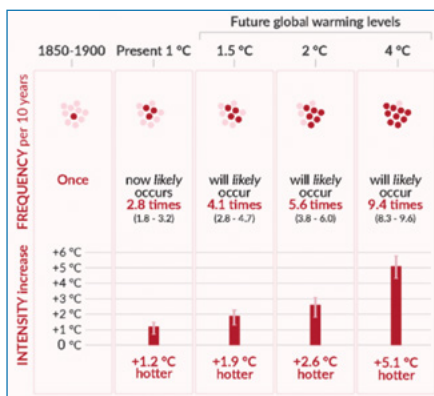 Future global warming levels
1850-1900 Present 1 °C 1.5 °C 2 °C 4 °C
FREQUENCY per 10 years
Once
now likely
occurs
2.8 times
(1.8 - 3.2)
will likely
occur
4.1 times
(2.8 - 4.7)
will likely
occur
5.6 times
(3.8 - 6.0)
will likely
occur
9.4 times
(8.3 - 9.6)
INTENSITY increase
+6 °C
+5 °C
+4 °C
+3 °C
+2 °C
+1 °C
0 °C
+1.2 °C
hotter
+1.9 °C
hotter
+2.6 °C
hotter
+5.1 °C
hotter